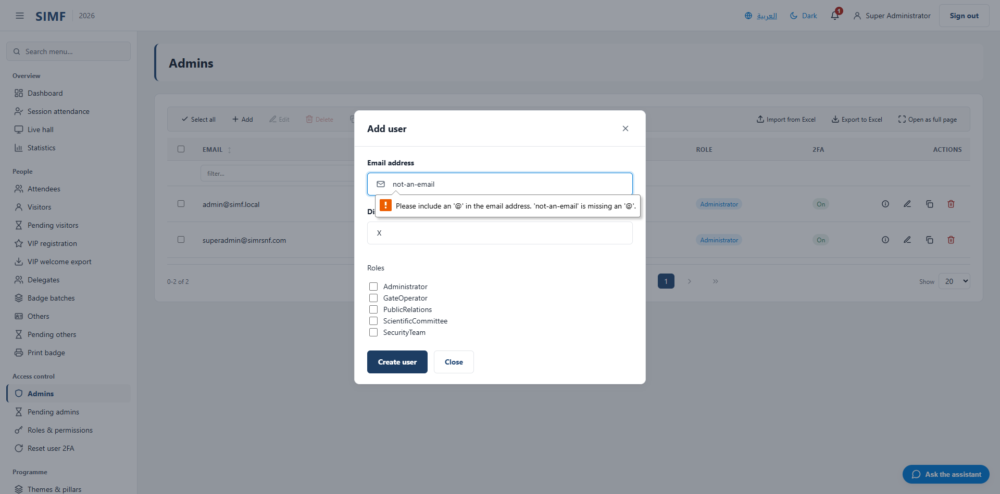 SIMF 2026
العربية
Dark
1
Super Administrator
Sign out
Search menu...
Overview
Dashboard
Session attendance
Live hall
Statistics
People
Attendees
Visitors
Pending visitors
VIP registration
VIP welcome export
Delegates
Badge batches
Others
Pending others
Print badge
Access control
Admins
Pending admins
Roles & permissions
Reset user 2FA
Programme
Themes & pillars
Admins
Select all
Add
Edit
Delete
Import from Excel
Export to Excel
Open as full page
EMAIL
ROLE
2FA
ACTIONS
filter...
admin@simf.local
Administrator
On
superadmin@simrsnf.com
Administrator
On
0-2 of 2
1
Show 20
Add user
Email address
not-an-email
! Please include an '@' in the email address. 'not-an-email' is missing an '@'.
X
Roles
Administrator
GateOperator
PublicRelations
ScientificCommittee
SecurityTeam
Create user
Close
Ask the assistant